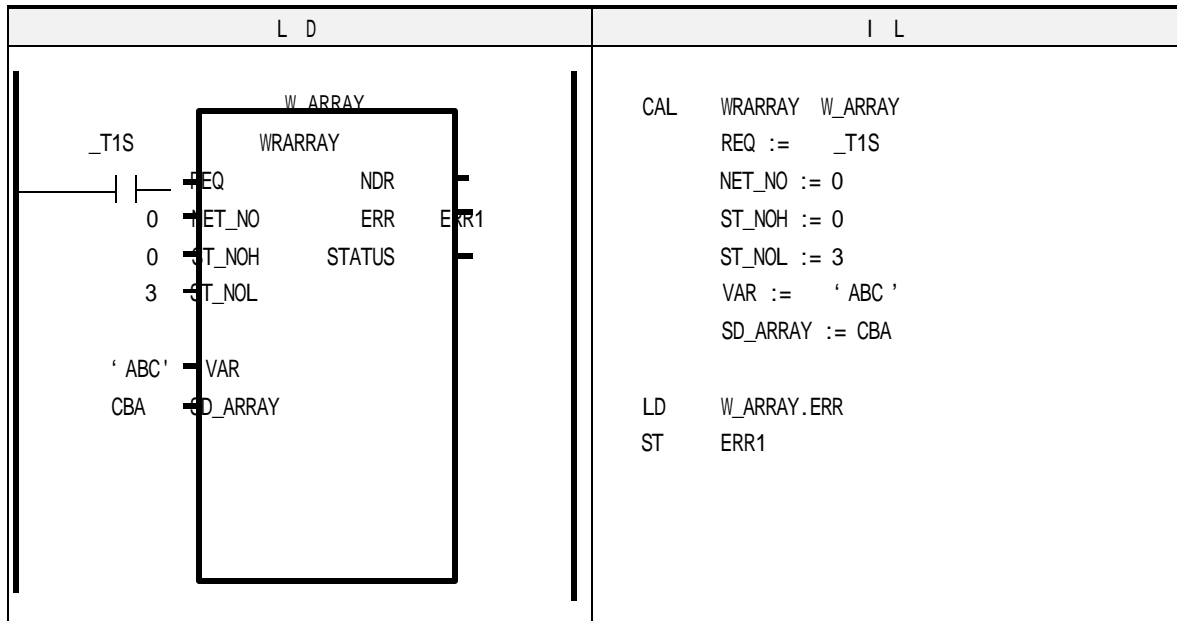 L D
I L
W_ARRAY
_T1S WRARRAY
REQ NDR
0 NET_NO ERR ERR1
0 ST_NOH STATUS
3 ST_NOL
‘ABC' VAR
CBA SD_ARRAY
CAL WRARRAY W_ARRAY
REQ := _T1S
NET_NO := 0
ST_NOH := 0
ST_NOL := 3
VAR := ‘ABC’
SD_ARRAY := CBA
LD W_ARRAY.ERR
ST ERR1